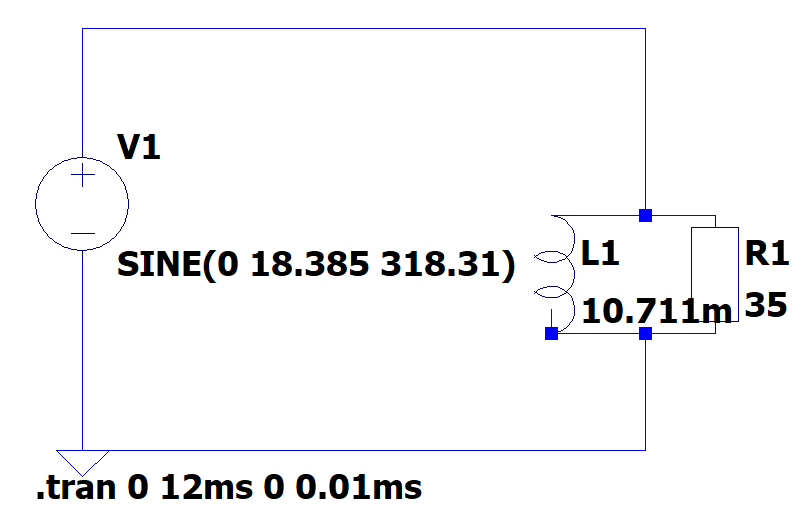 V1
SINE(0 18.385 318.31)
L1
10.711m
R1
35
.tran 0 12ms 0 0.01ms